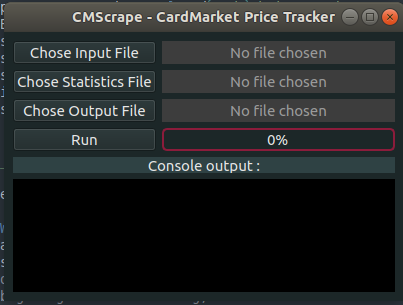 CMScrape - CardMarket Price Tracker
Chose Input File
No file chosen
Chose Statistics File
No file chosen
Chose Output File
No file chosen
Run
0%
Console output :